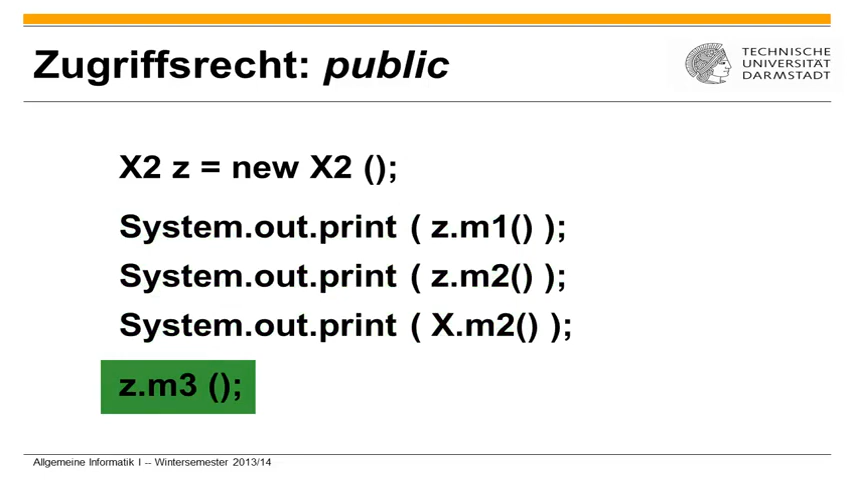 Zugriffsrecht: public
TECHNISCHE
UNIVERSITÄT
DARMSTADT
X2 z = new X2 ();
System.out.print ( z.m1() );
System.out.print ( z.m2() );
System.out.print ( X.m2() );
z.m3 ();
Allgemeine Informatik I -- Wintersemester 2013/14